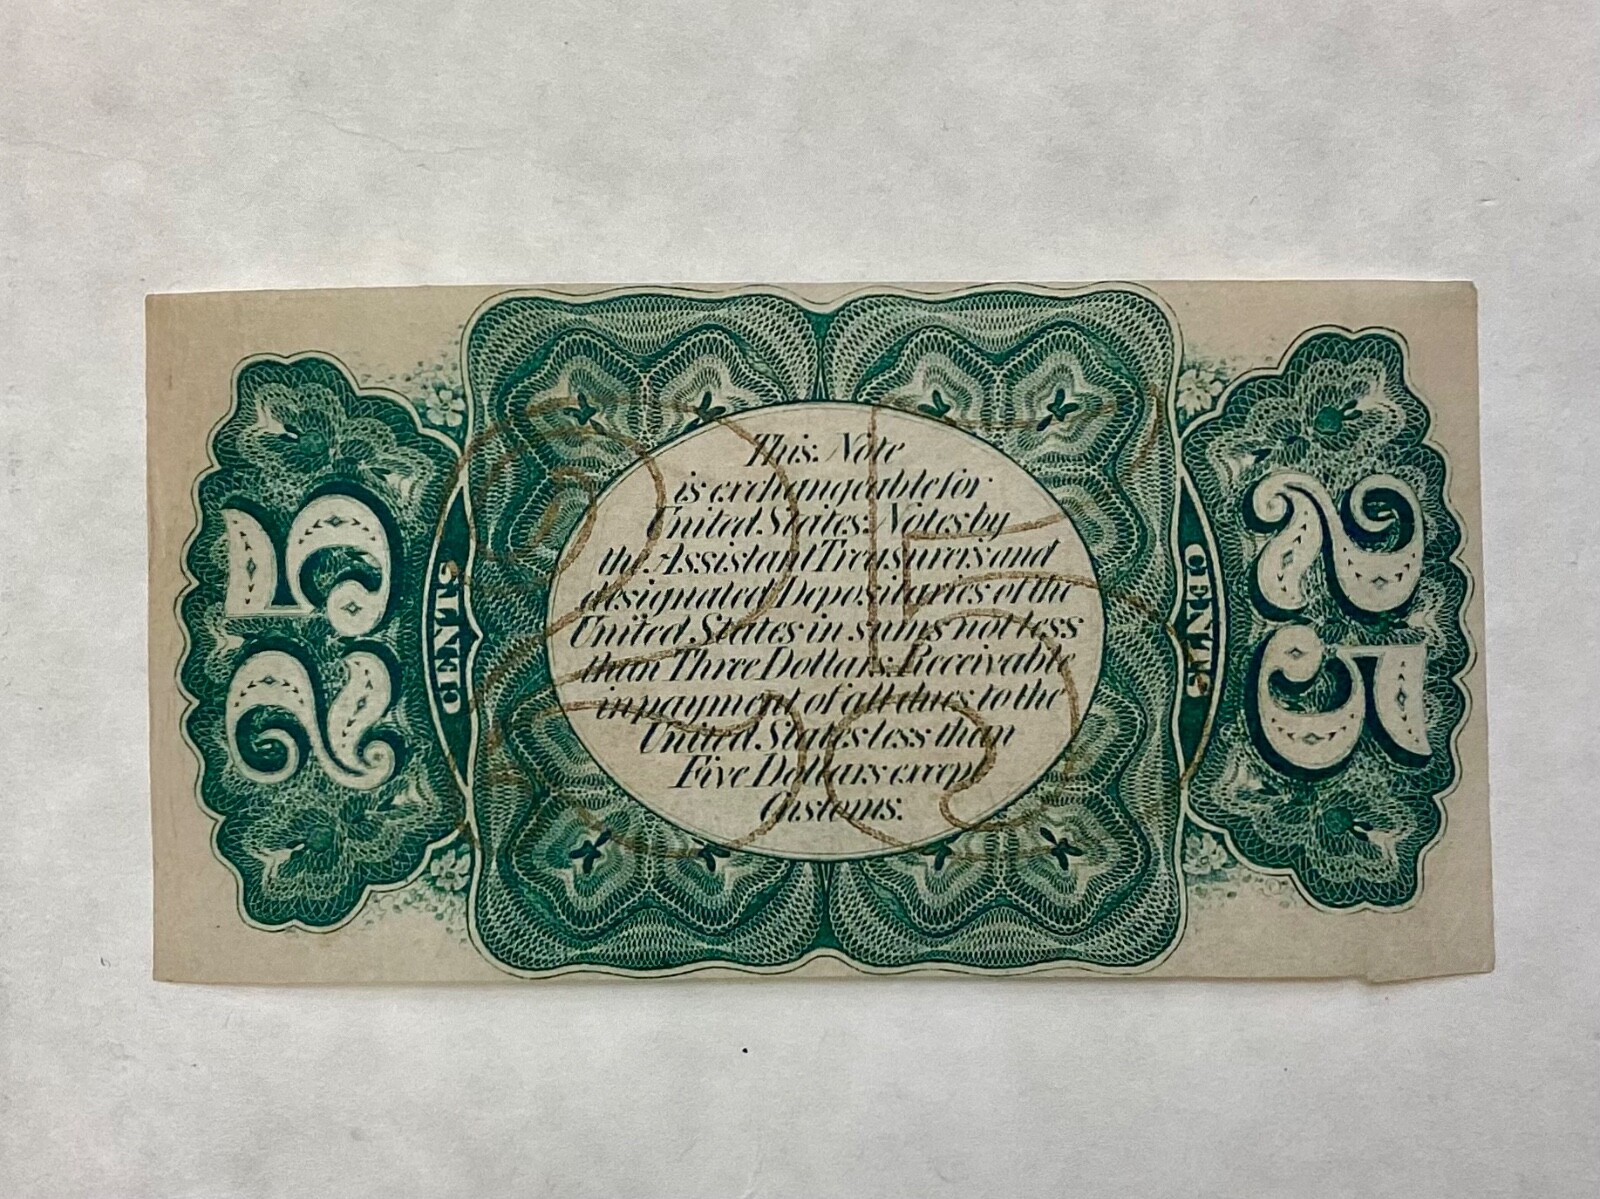 This Note
is exchangeable for
United States Notes by
the Assistant Treasurers and
designated Depositaries of the
United States in sums not less
than Three Dollars. Receivable
in payment of all dues to the
United States less than
Five Dollars except
Customs.
25
CENTS
CENTS
25
25